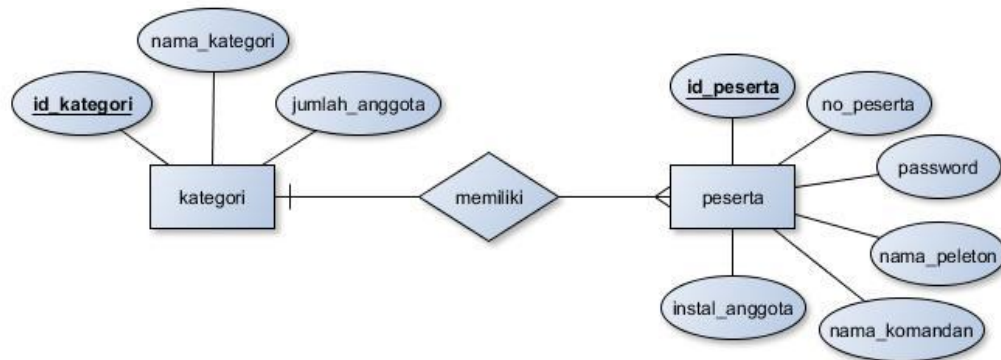 nama_kategori
id_kategori
jumlah_anggota
kategori
memiliki
id_peserta
no_peserta
password
peserta
nama_peleton
instal_anggota
nama_komandan